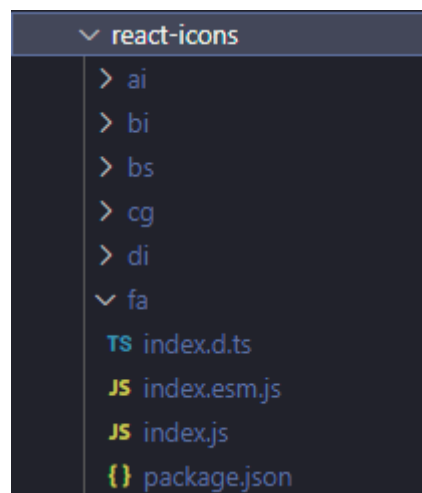 react-icons
ai
bi
bs
cg
di
fa
TS index.d.ts
JS index.esm.js
JS index.js
{} package.json